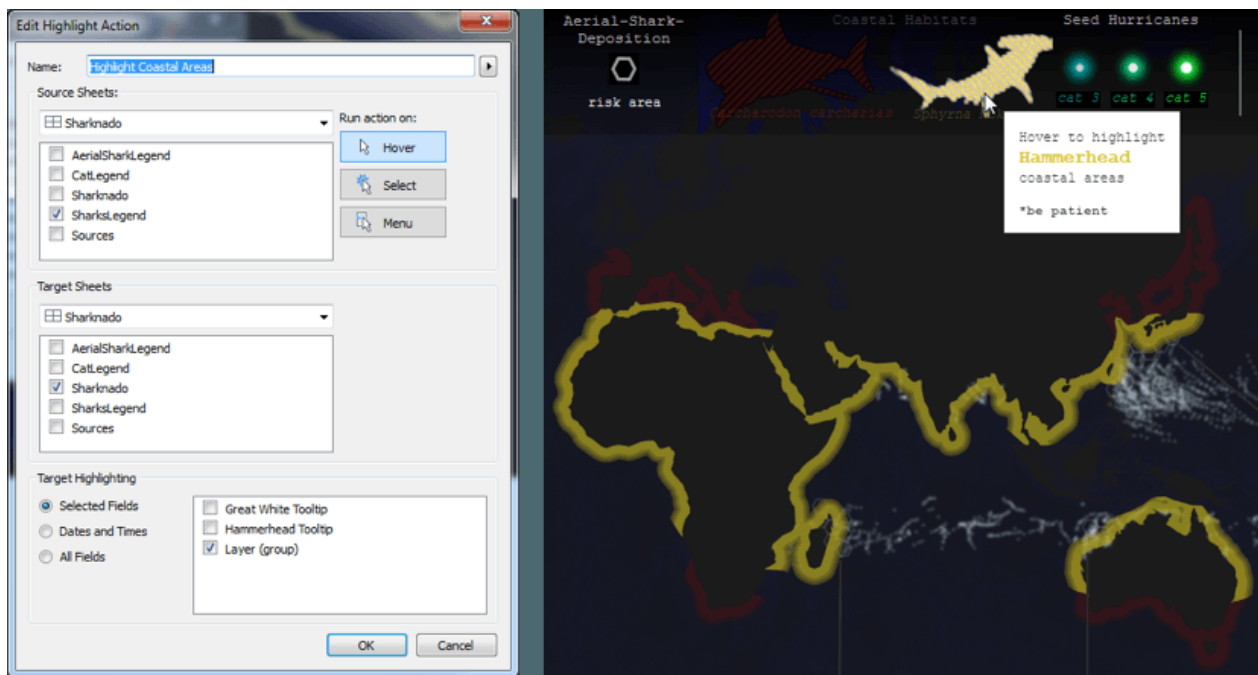 Edit Highlight Action
Name: Highlight Coastal Areas
Source Sheets:
Sharknado
Run action on:
AerialSharkLegend
CatLegend
Sharknado
SharksLegend
Sources
Hover
Select
Menu
Target Sheets
Sharknado
AerialSharkLegend
CatLegend
Sharknado
SharksLegend
Sources
Target Highlighting
Selected Fields
Dates and Times
All Fields
Great White Tooltip
Hammerhead Tooltip
Layer (group)
OK Cancel
Aerial-Shark-
Deposition
risk area
Coastal Habitats
Carcharodon carcharias
Sphyrna
Seed Hurricanes
cat 3 cat 4 cat 5
Hover to highlight
Hammerhead
coastal areas
*be patient